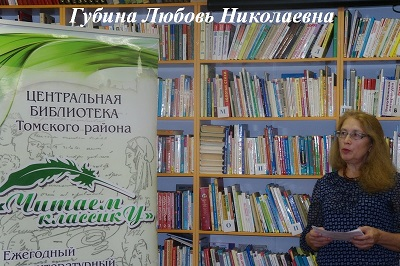 Губина Любовь Николаевна
ЦЕНТРАЛЬНАЯ
БИБЛИОТЕКА
Томского района
«Читаем
классикУ»
Ежегодный